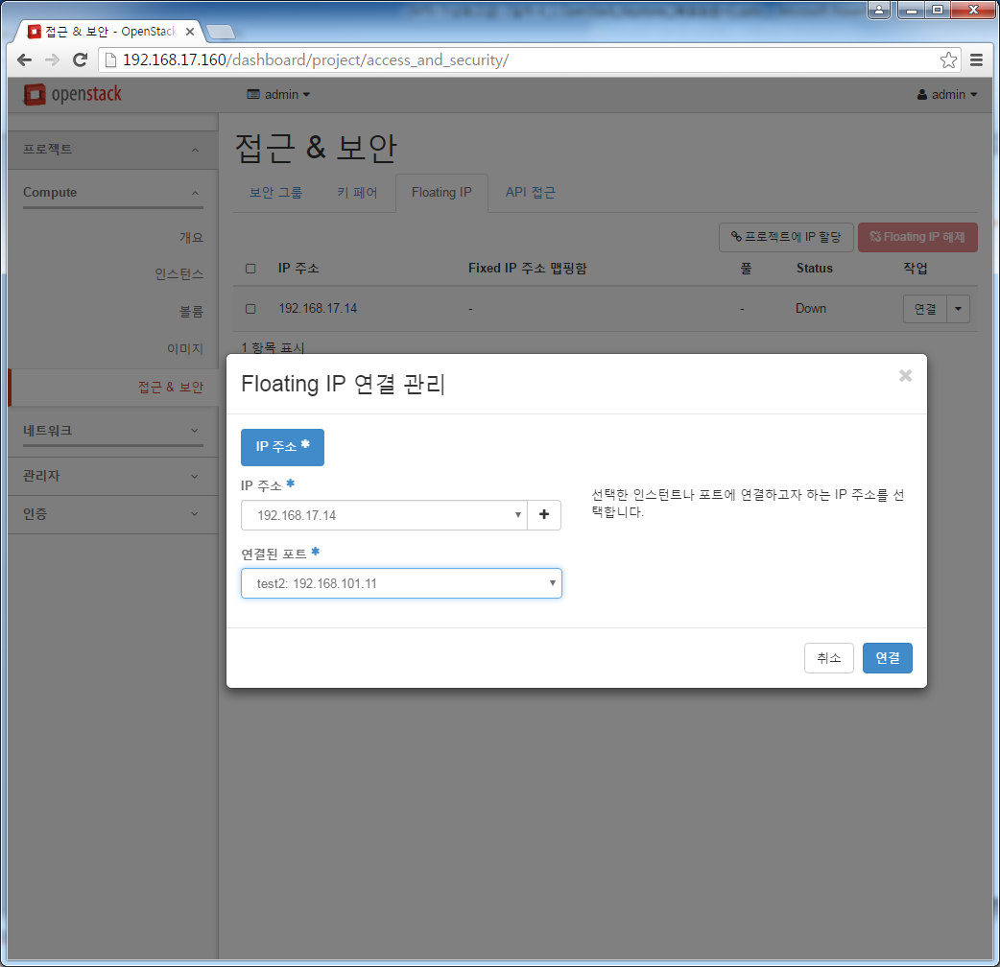 접근 & 보안 - OpenStack
192.168.17.160/dashboard/project/access_and_security/
openstack
admin
admin
프로젝트
Compute
개요
인스턴스
볼륨
이미지
접근 & 보안
네트워크
관리자
인증
접근 & 보안
보안 그룹 키 페어 Floating IP API 접근
프로젝트에 IP 할당 Floating IP 해제
IP 주소 Fixed IP 주소 맵핑함 풀 Status 작업
192.168.17.14 - - Down 연결
1 항목 표시
Floating IP 연결 관리
IP 주소 *
IP 주소 *
192.168.17.14
연결된 포트 *
test2: 192.168.101.11
선택한 인스턴트나 포트에 연결하고자 하는 IP 주소를 선
택합니다.
취소 연결